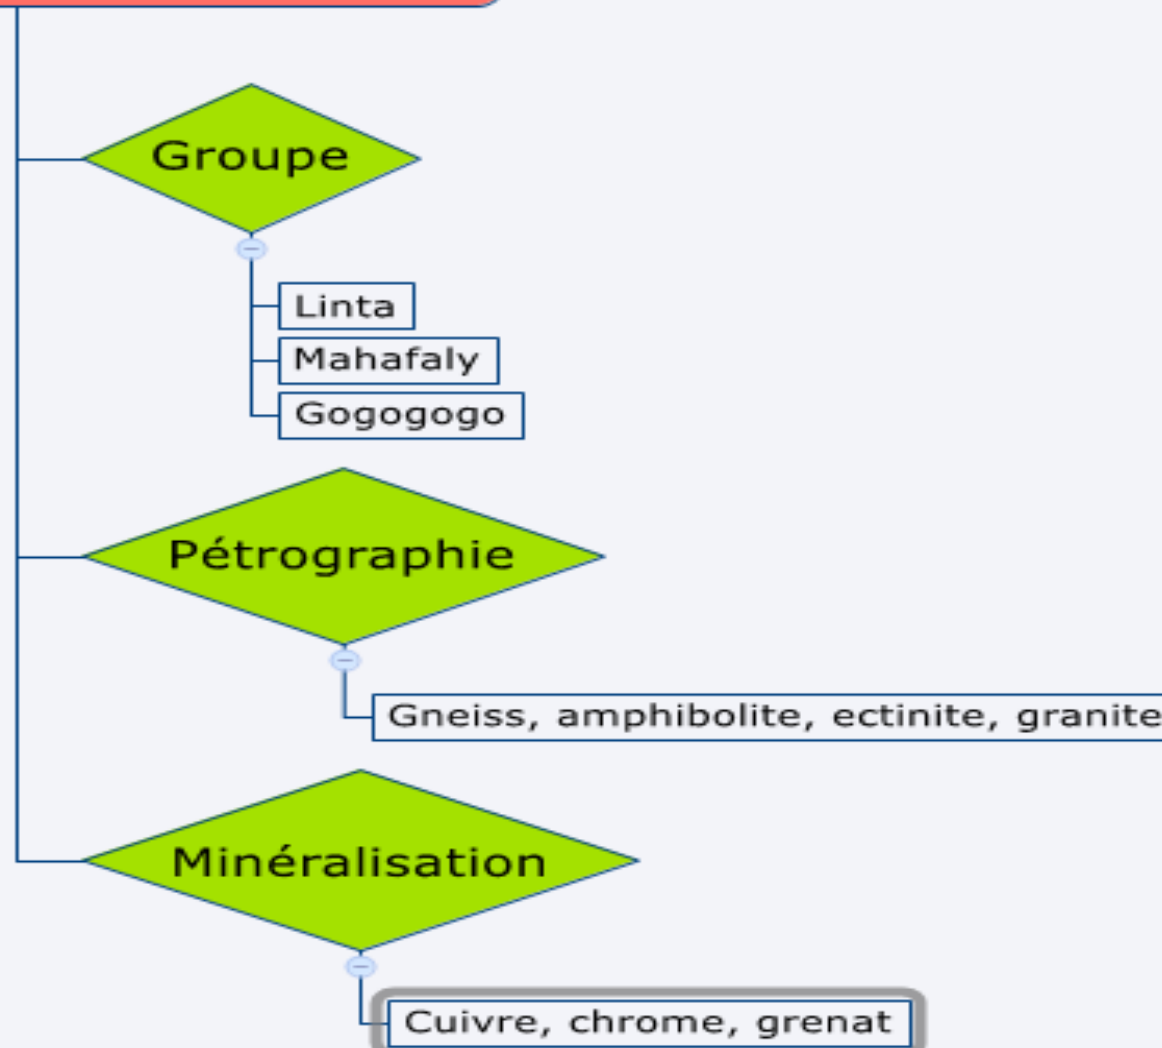 Groupe
Linta
Mahafaly
Gogogogo
Pétrographie
Gneiss, amphibolite, ectinite, granite
Minéralisation
Cuivre, chrome, grenat